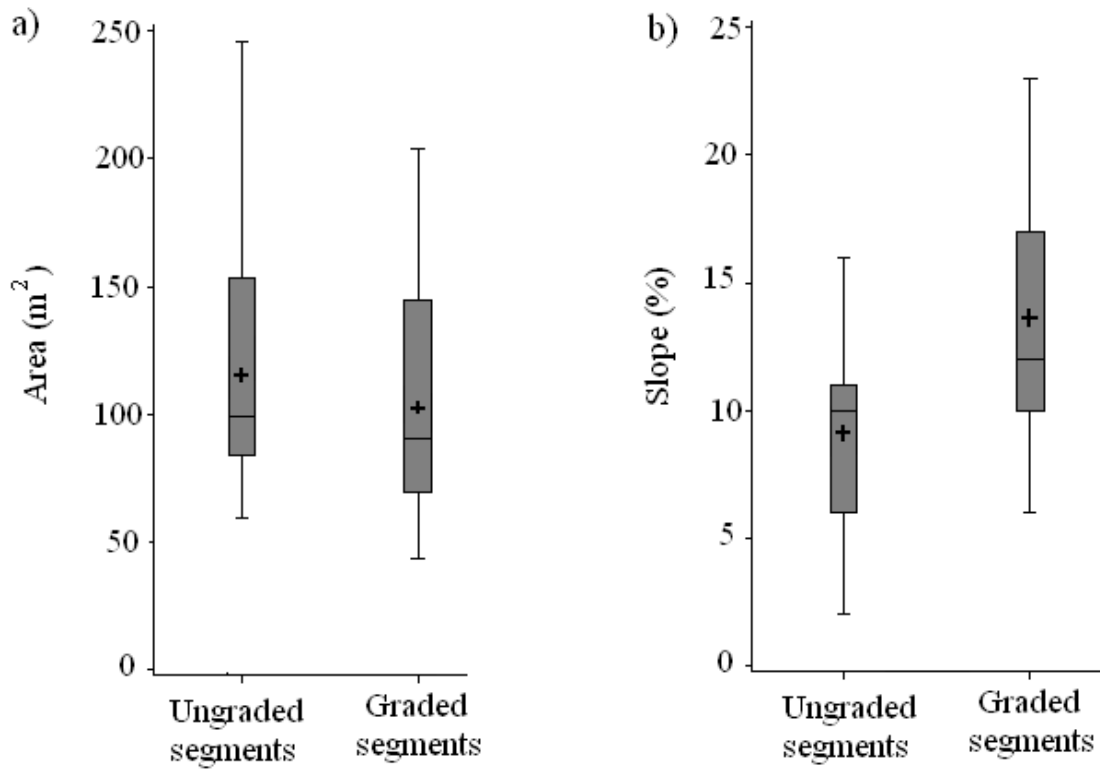 a)
Area (m²)
250
200
150
100
50
0
Ungraded
segments
Graded
segments
b)
Slope (%)
25
20
15
10
5
0
Ungraded
segments
Graded
segments